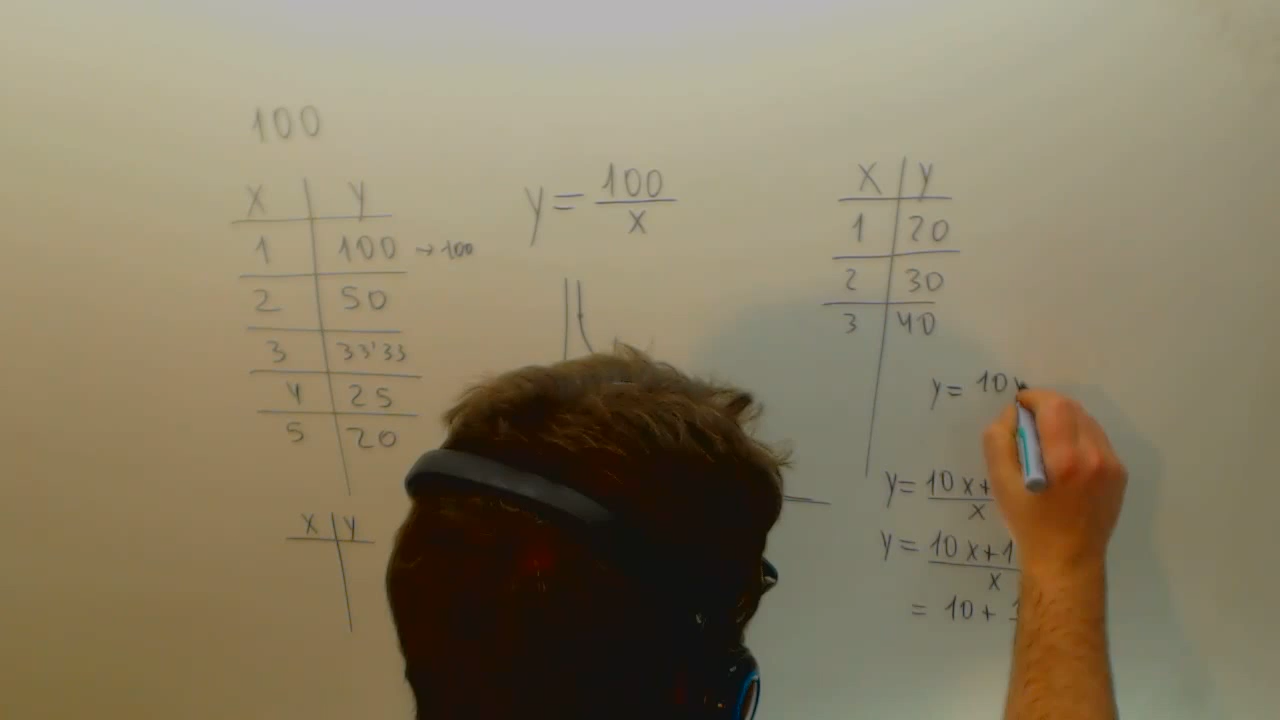 100
X Y
1 100 → 100
2 50
3 33'33
4 25
5 20
X Y
y = 100
x
X Y
1 20
2 30
3 40
y = 10
y = 10x+
x
y = 10x+1
x
= 10 +